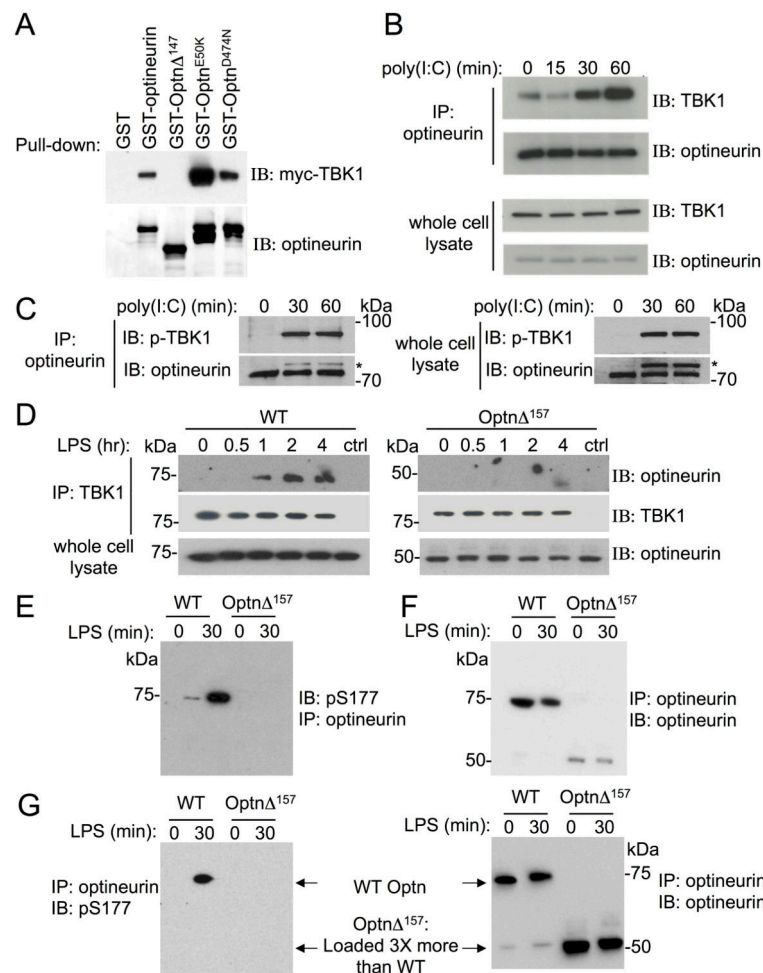 A
GST
GST-optineurin
GST-OptnΔ¹⁴⁷
GST-Optnᴱ⁵⁰ᴷ
GST-Optnᴰ⁴⁷⁴ᴺ
Pull-down:
IB: myc-TBK1
IB: optineurin
B
poly(I:C) (min): 0 15 30 60
IP: optineurin
IB: TBK1
IB: optineurin
whole cell lysate
IB: TBK1
IB: optineurin
C
poly(I:C) (min): 0 30 60 kDa
-100
IP: optineurin
IB: p-TBK1
IB: optineurin
*
-70
poly(I:C) (min): 0 30 60 kDa
-100
whole cell lysate
IB: p-TBK1
IB: optineurin
*
-70
D
WT
OptnΔ¹⁵⁷
LPS (hr): kDa 0 0.5 1 2 4 ctrl
kDa 0 0.5 1 2 4 ctrl
IP: TBK1
75-
50-
IB: optineurin
75-
75-
IB: TBK1
whole cell lysate
75-
50-
IB: optineurin
E
WT OptnΔ¹⁵⁷
LPS (min): 0 30 0 30
kDa
75-
IB: pS177
IP: optineurin
F
WT OptnΔ¹⁵⁷
LPS (min): 0 30 0 30
kDa
75-
50-
IP: optineurin
IB: optineurin
G
WT OptnΔ¹⁵⁷
LPS (min): 0 30 0 30
IP: optineurin
IB: pS177
WT Optn
OptnΔ¹⁵⁷:
Loaded 3X more
than WT
WT OptnΔ¹⁵⁷
LPS (min): 0 30 0 30
kDa
-75
-50
IP: optineurin
IB: optineurin